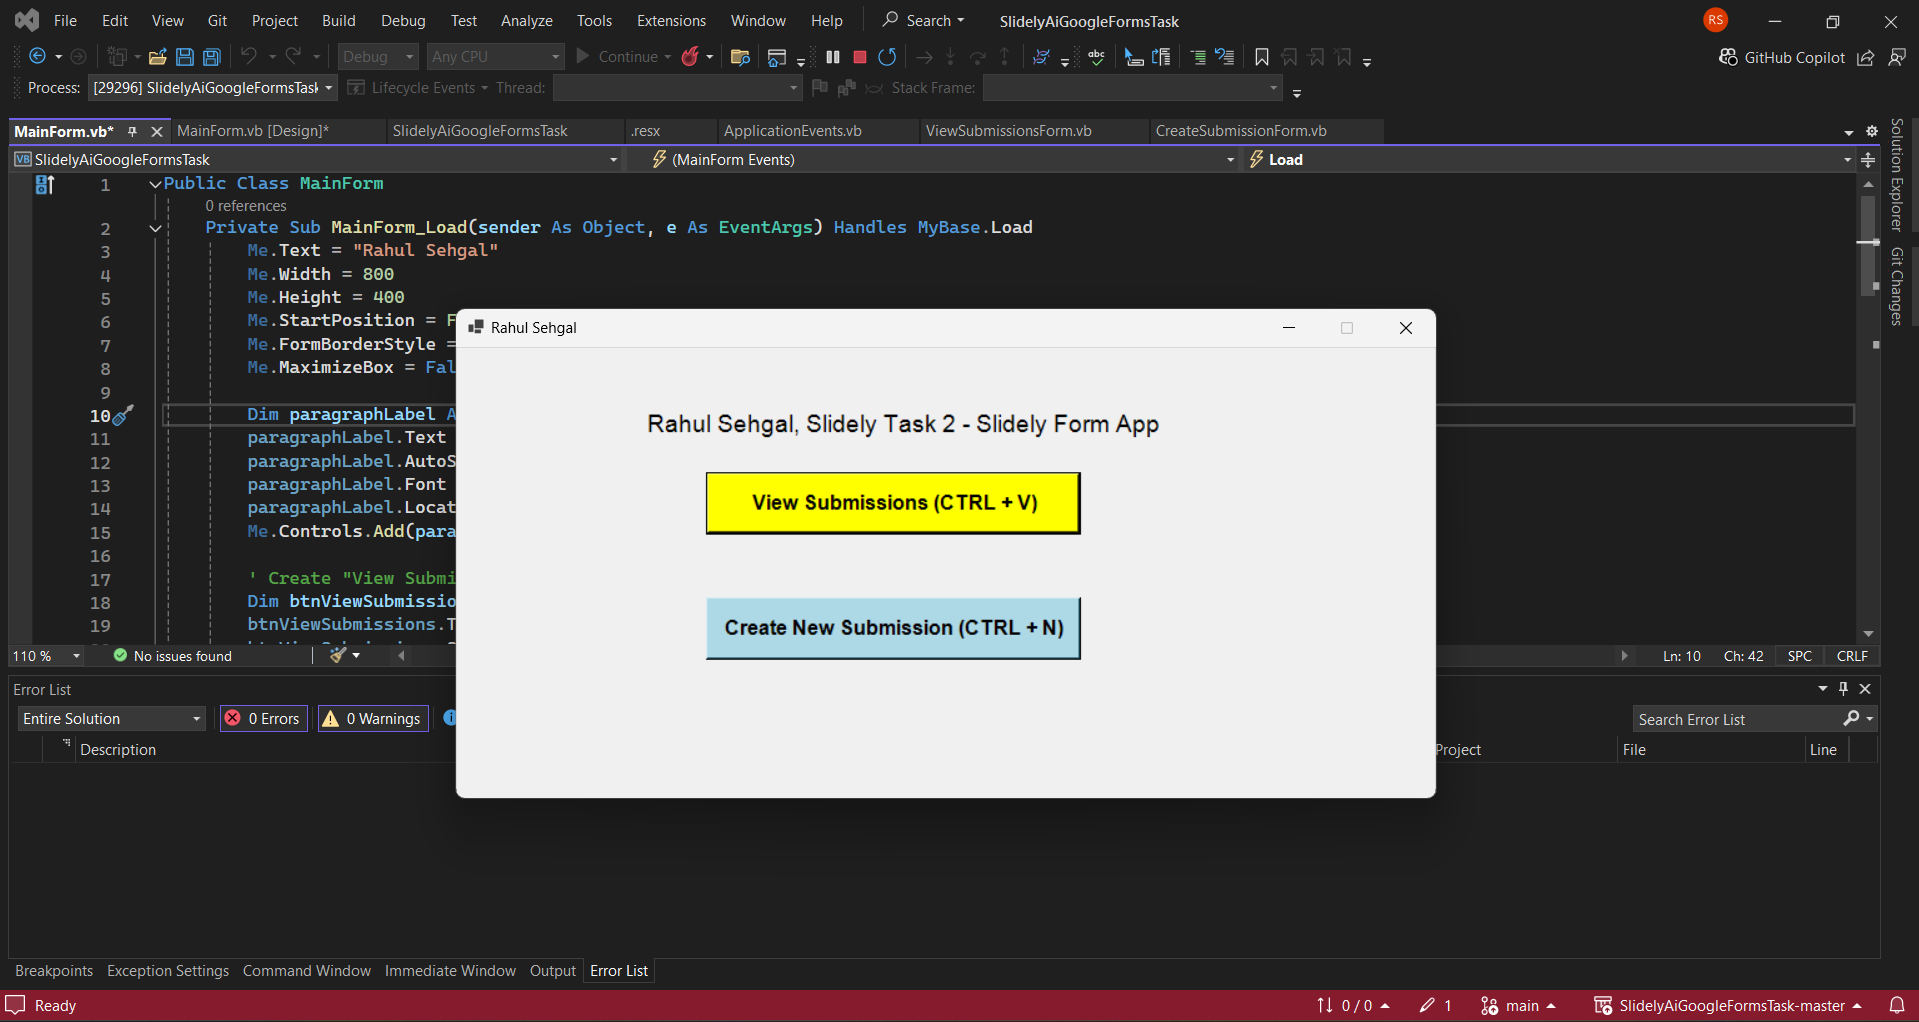 File Edit View Git Project Build Debug Test Analyze Tools Extensions Window Help Search SlidelyAiGoogleFormsTask RS
Debug Any CPU Continue abc GitHub Copilot
Process: [29296] SlidelyAiGoogleFormsTask Lifecycle Events Thread: Stack Frame:
MainForm.vb* MainForm.vb [Design]* SlidelyAiGoogleFormsTask .resx ApplicationEvents.vb ViewSubmissionsForm.vb CreateSubmissionForm.vb
VB SlidelyAiGoogleFormsTask (MainForm Events) Load
1 Public Class MainForm
0 references
2 Private Sub MainForm_Load(sender As Object, e As EventArgs) Handles MyBase.Load
3 Me.Text = "Rahul Sehgal"
4 Me.Width = 800
5 Me.Height = 400
6 Me.StartPosition = F
7 Me.FormBorderStyle =
8 Me.MaximizeBox = Fal
9
10 Dim paragraphLabel A
11 paragraphLabel.Text
12 paragraphLabel.AutoS
13 paragraphLabel.Font
14 paragraphLabel.Locat
15 Me.Controls.Add(para
16
17 ' Create "View Submi
18 Dim btnViewSubmissio
19 btnViewSubmissions.T
Rahul Sehgal
Rahul Sehgal, Slidely Task 2 - Slidely Form App
View Submissions (CTRL + V)
Create New Submission (CTRL + N)
110 % No issues found Ln: 10 Ch: 42 SPC CRLF
Error List
Entire Solution 0 Errors 0 Warnings Search Error List
Description Project File Line
Breakpoints Exception Settings Command Window Immediate Window Output Error List
Ready 0 / 0 1 main SlidelyAiGoogleFormsTask-master
Solution Explorer
Git Changes